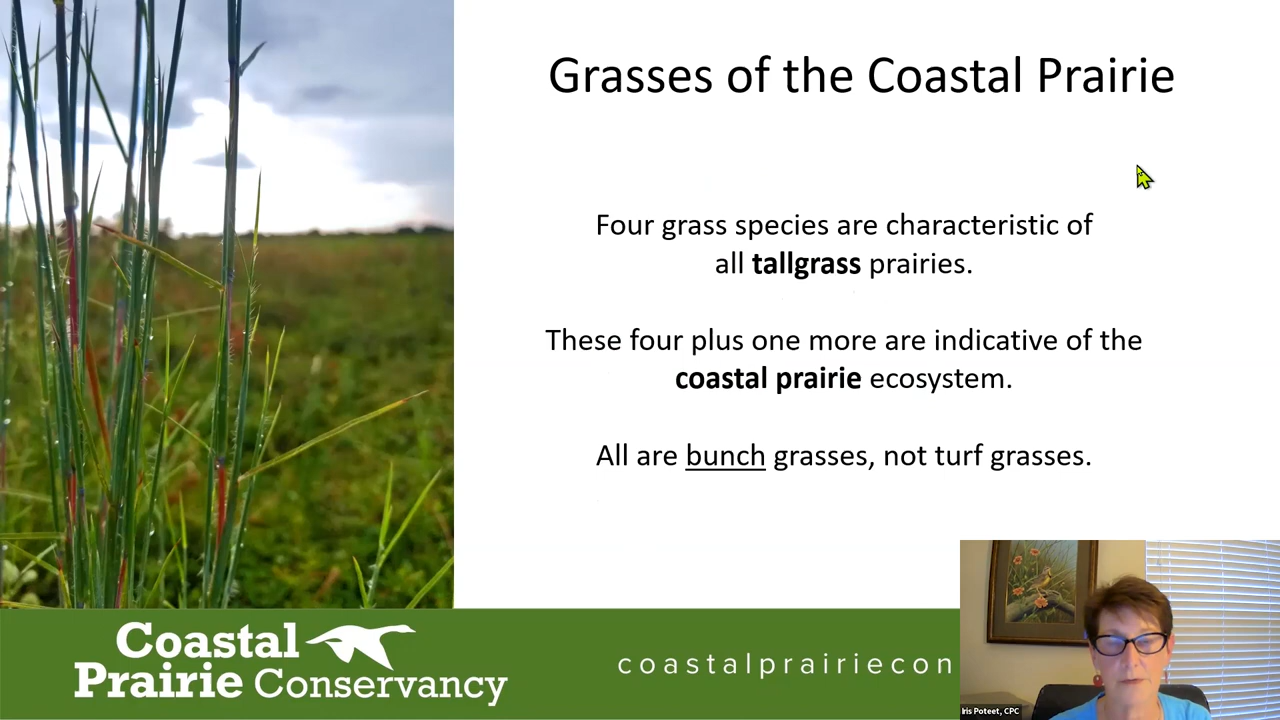 Grasses of the Coastal Prairie
Four grass species are characteristic of
all tallgrass prairies.
These four plus one more are indicative of the
coastal prairie ecosystem.
All are bunch grasses, not turf grasses.
Coastal
Prairie Conservancy
coastalprairiecon
Iris Poteet, CPC